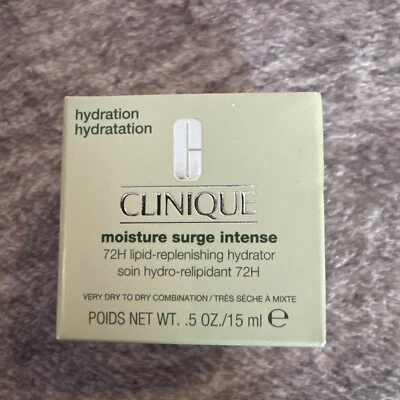 hydration
hydratation
C
CLINIQUE
moisture surge intense
72H lipid-replenishing hydrator
soin hydro-relipidant 72H
VERY DRY TO DRY COMBINATION / TRÈS SÈCHE À MIXTE
POIDS NET WT. .5 OZ./15 ml ℮